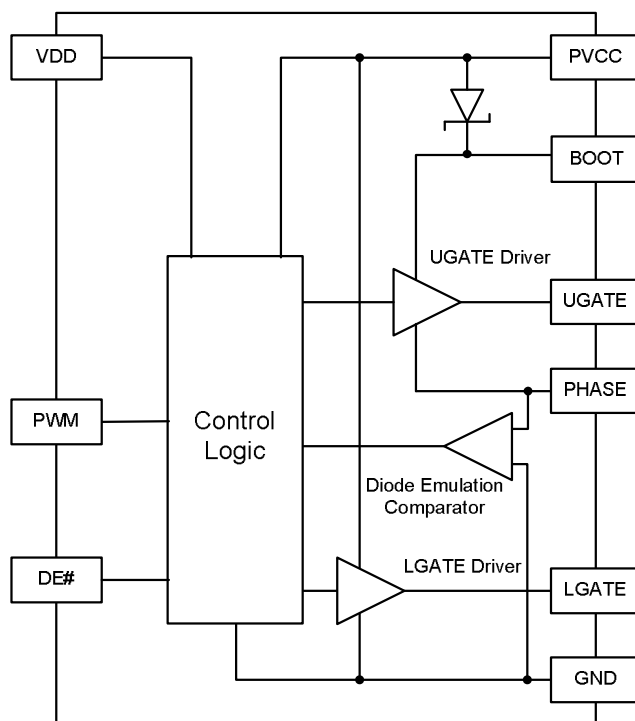 VDD
PVCC
BOOT
UGATE Driver
UGATE
PHASE
PWM
Control
Logic
Diode Emulation
Comparator
LGATE Driver
DE#
LGATE
GND